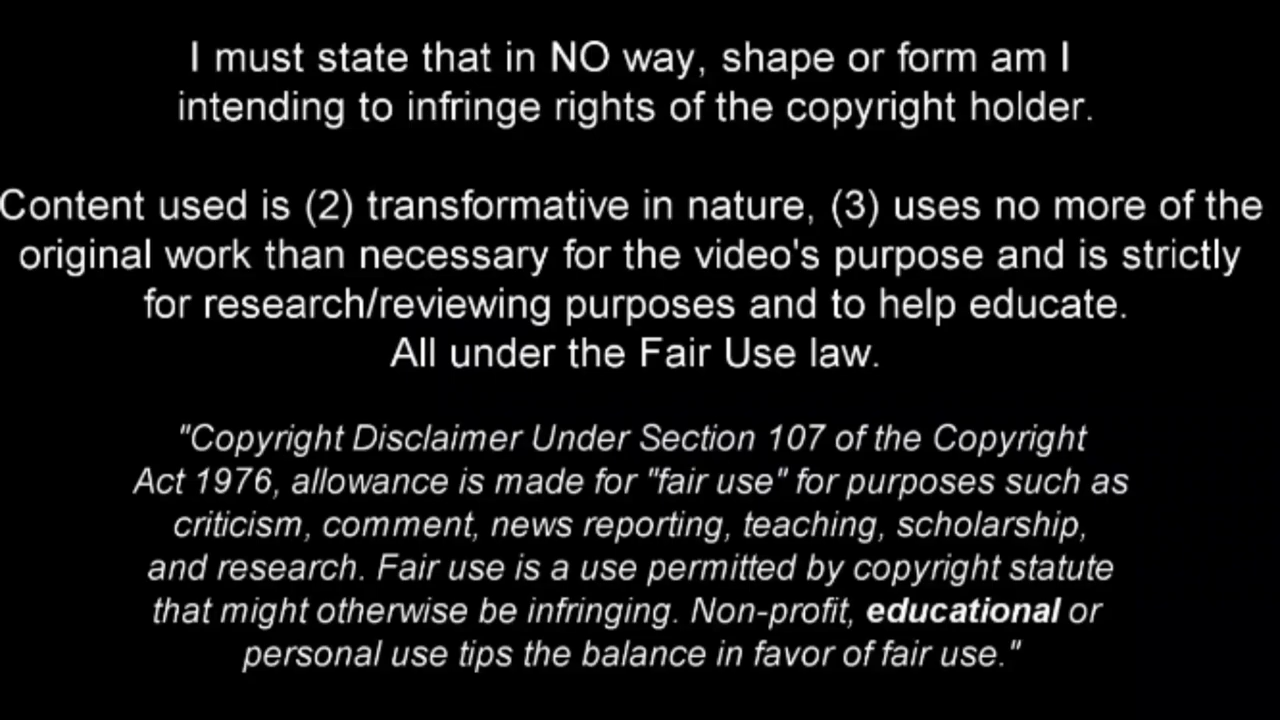 I must state that in NO way, shape or form am I
intending to infringe rights of the copyright holder.
Content used is (2) transformative in nature, (3) uses no more of the
original work than necessary for the video's purpose and is strictly
for research/reviewing purposes and to help educate.
All under the Fair Use law.
"Copyright Disclaimer Under Section 107 of the Copyright
Act 1976, allowance is made for "fair use" for purposes such as
criticism, comment, news reporting, teaching, scholarship,
and research. Fair use is a use permitted by copyright statute
that might otherwise be infringing. Non-profit, educational or
personal use tips the balance in favor of fair use."